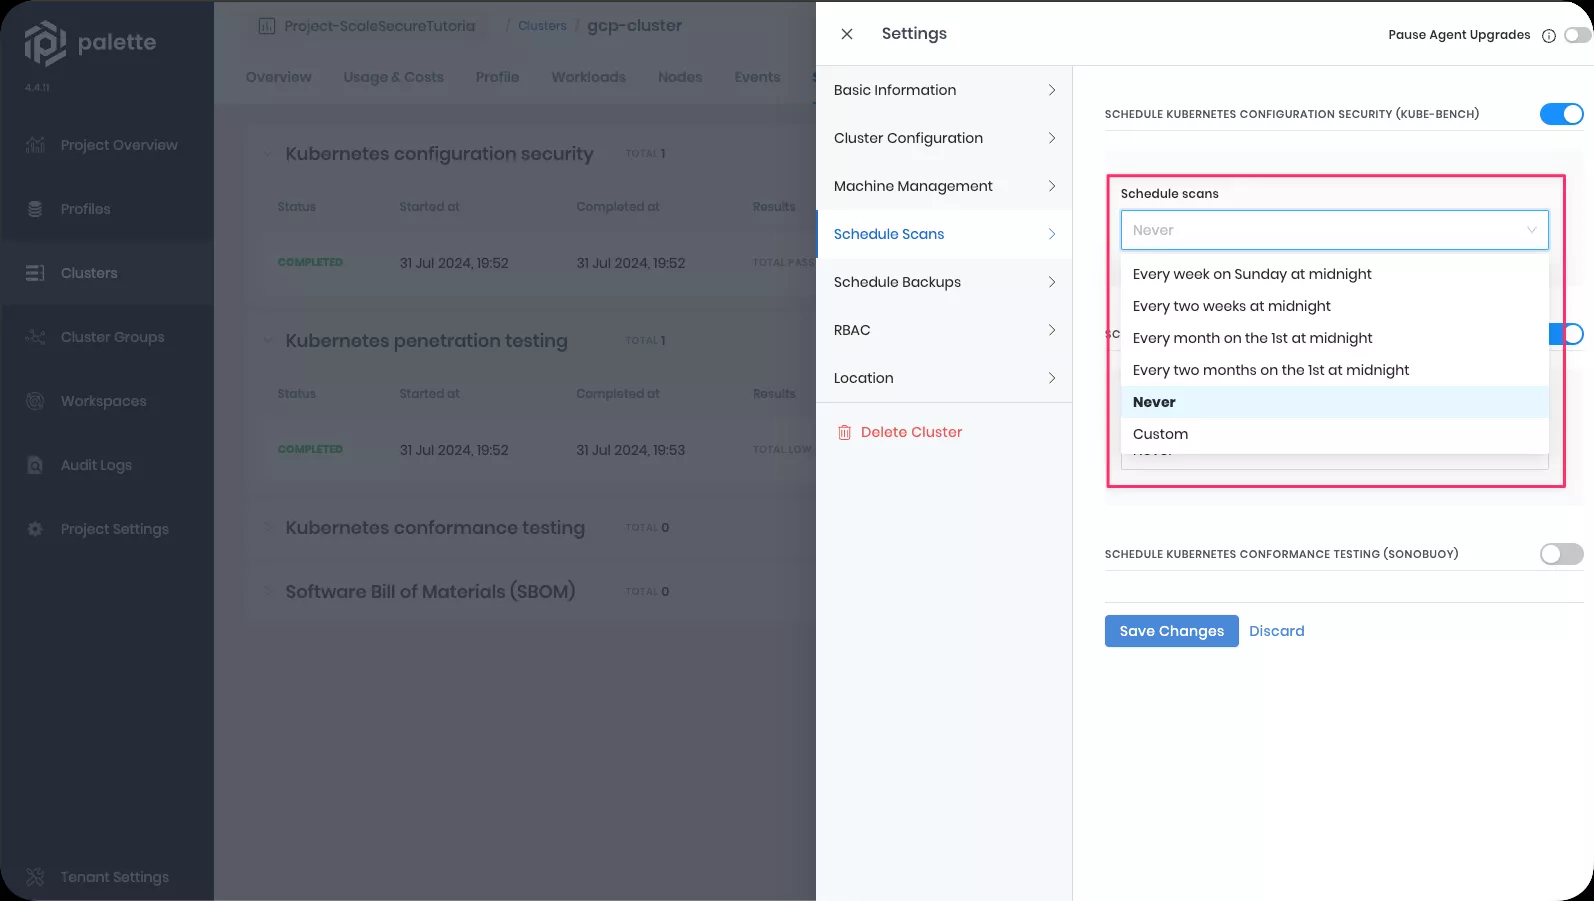 palette
4.4.11
Project Overview
Profiles
Clusters
Cluster Groups
Workspaces
Audit Logs
Project Settings
Tenant Settings
Project-ScaleSecureTutoria / Clusters / gcp-cluster
Overview Usage & Costs Profile Workloads Nodes Events
Kubernetes configuration security TOTAL 1
Status Started at Completed at Results
COMPLETED 31 Jul 2024, 19:52 31 Jul 2024, 19:52 TOTAL PASS
Kubernetes penetration testing TOTAL 1
Status Started at Completed at Results
COMPLETED 31 Jul 2024, 19:52 31 Jul 2024, 19:53 TOTAL LOW
Kubernetes conformance testing TOTAL 0
Software Bill of Materials (SBOM) TOTAL 0
Settings
Pause Agent Upgrades
Basic Information
Cluster Configuration
Machine Management
Schedule Scans
Schedule Backups
RBAC
Location
Delete Cluster
SCHEDULE KUBERNETES CONFIGURATION SECURITY (KUBE-BENCH)
Schedule scans
Never
Every week on Sunday at midnight
Every two weeks at midnight
Every month on the 1st at midnight
Every two months on the 1st at midnight
Never
Custom
SCHEDULE KUBERNETES CONFORMANCE TESTING (SONOBUOY)
Save Changes Discard